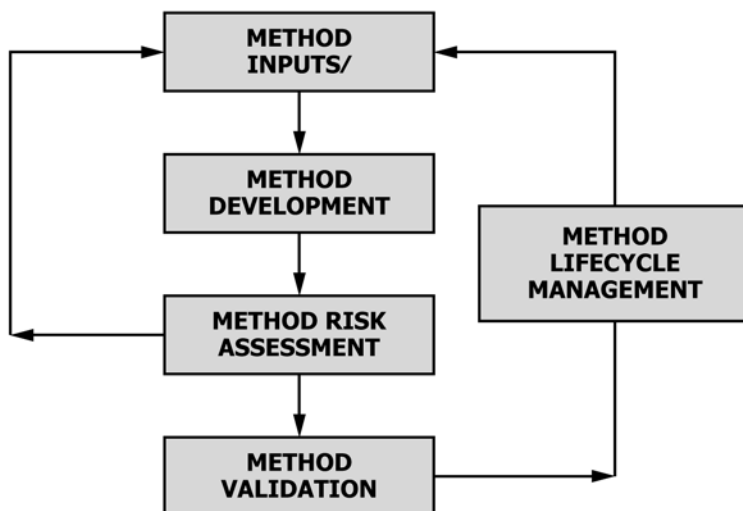 METHOD
INPUTS/
METHOD
DEVELOPMENT
METHOD
LIFECYCLE
MANAGEMENT
METHOD RISK
ASSESSMENT
METHOD
VALIDATION